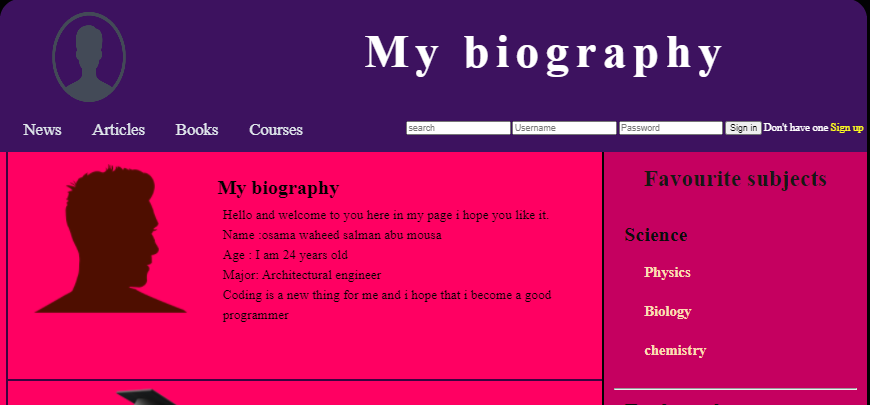 My biography
News Articles Books Courses
search Username Password Sign in Don't have one Sign up
My biography
Hello and welcome to you here in my page i hope you like it.
Name :osama waheed salman abu mousa
Age : I am 24 years old
Major: Architectural engineer
Coding is a new thing for me and i hope that i become a good
programmer
Favourite subjects
Science
Physics
Biology
chemistry